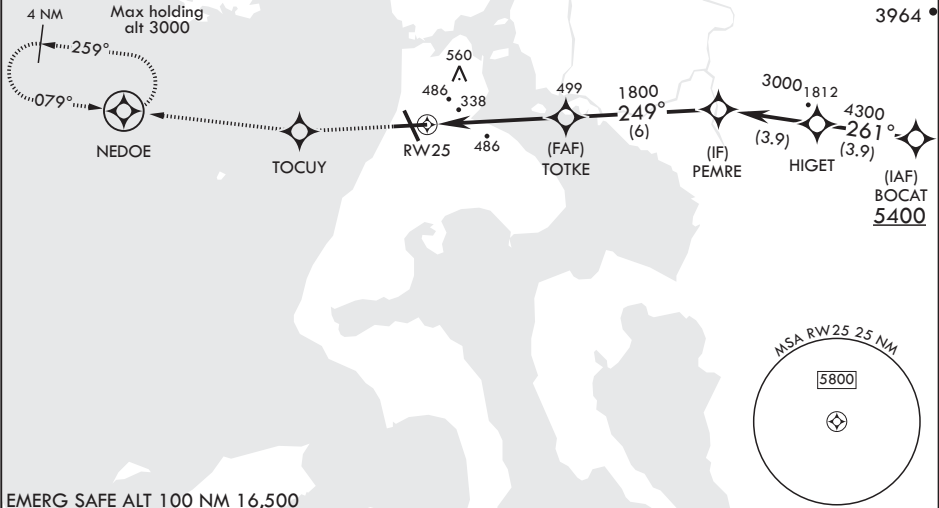 4 NM
Max holding
alt 3000
259°
079°
NEDOE
TOCUY
560
486
338
RW25
486
499
(FAF)
TOTKE
1800
249°
(6)
(IF)
PEMRE
3964
3000
1812
(3.9)
HIGET
4300
261°
(3.9)
(IAF)
BOCAT
5400
MSA RW25 25 NM
5800
EMERG SAFE ALT 100 NM 16,500